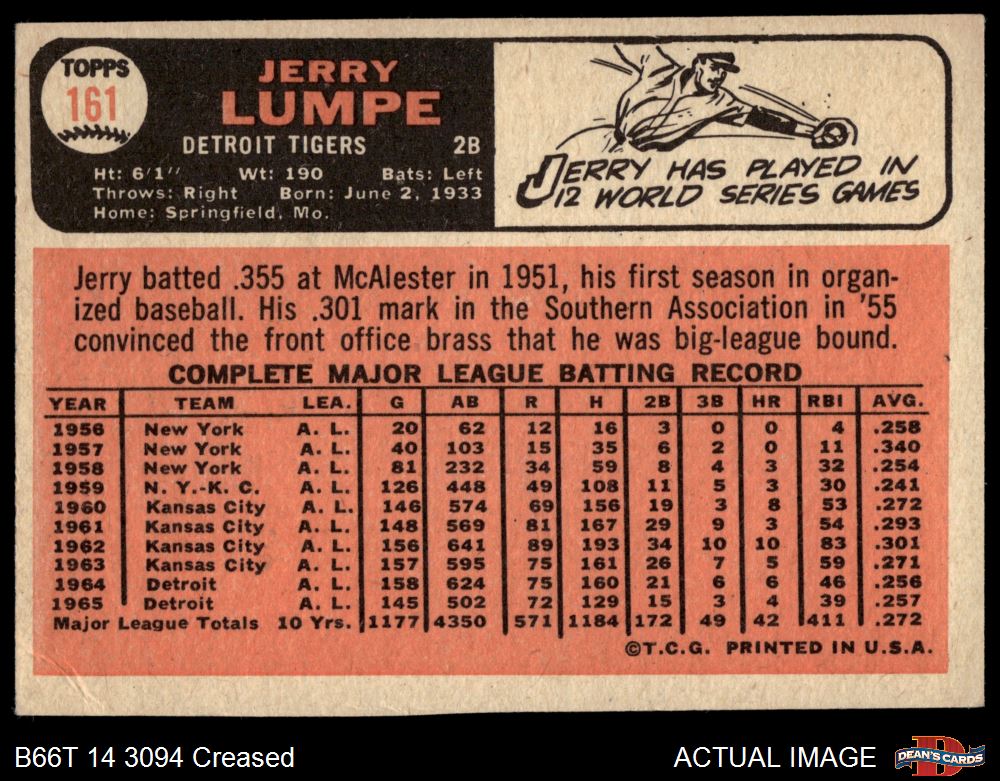 TOPPS
161
JERRY
LUMPE
DETROIT TIGERS 2B
Ht: 6'1" Wt: 190 Bats: Left
Throws: Right Born: June 2, 1933
Home: Springfield, Mo.
JERRY HAS PLAYED IN
12 WORLD SERIES GAMES
Jerry batted .355 at McAlester in 1951, his first season in organ-
ized baseball. His .301 mark in the Southern Association in '55
convinced the front office brass that he was big-league bound.
COMPLETE MAJOR LEAGUE BATTING RECORD
YEAR TEAM LEA. G AB R H 2B 3B HR RBI AVG.
1956 New York A. L. 20 62 12 16 3 0 0 4 .258
1957 New York A. L. 40 103 15 35 6 2 0 11 .340
1958 New York A. L. 81 232 34 59 8 4 3 32 .254
1959 N. Y.-K. C. A. L. 126 448 49 108 11 5 3 30 .241
1960 Kansas City A. L. 146 574 69 156 19 3 8 53 .272
1961 Kansas City A. L. 148 569 81 167 29 9 3 54 .293
1962 Kansas City A. L. 156 641 89 193 34 10 10 83 .301
1963 Kansas City A. L. 157 595 75 161 26 7 5 59 .271
1964 Detroit A. L. 158 624 75 160 21 6 6 46 .256
1965 Detroit A. L. 145 502 72 129 15 3 4 39 .257
Major League Totals 10 Yrs. 1177 4350 571 1184 172 49 42 411 .272
©T.C.G. PRINTED IN U.S.A.
B66T 14 3094 Creased
ACTUAL IMAGE
D
DEAN'S CARDS